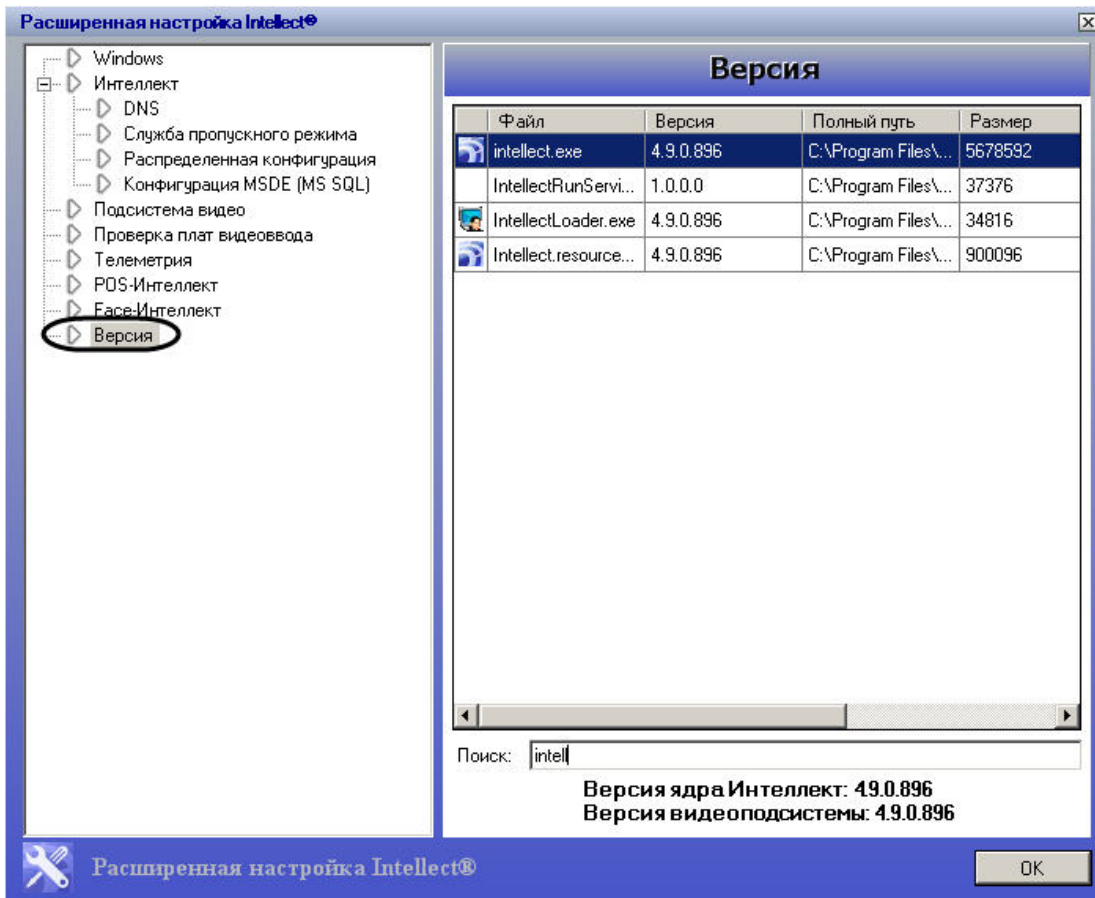 Расширенная настройка Intellect®
Windows
Интеллект
DNS
Служба пропускного режима
Распределенная конфигурация
Конфигурация MSDE (MS SQL)
Подсистема видео
Проверка плат видеоввода
Телеметрия
POS-Интеллект
Face-Интеллект
Версия
Версия
Файл Версия Полный путь Размер
intellect.exe 4.9.0.896 C:\Program Files\... 5678592
IntellectRunServi... 1.0.0.0 C:\Program Files\... 37376
IntellectLoader.exe 4.9.0.896 C:\Program Files\... 34816
Intellect.resource... 4.9.0.896 C:\Program Files\... 900096
Поиск: intell
Версия ядра Интеллект: 4.9.0.896
Версия видеоподсистемы: 4.9.0.896
Расширенная настройка Intellect®
OK